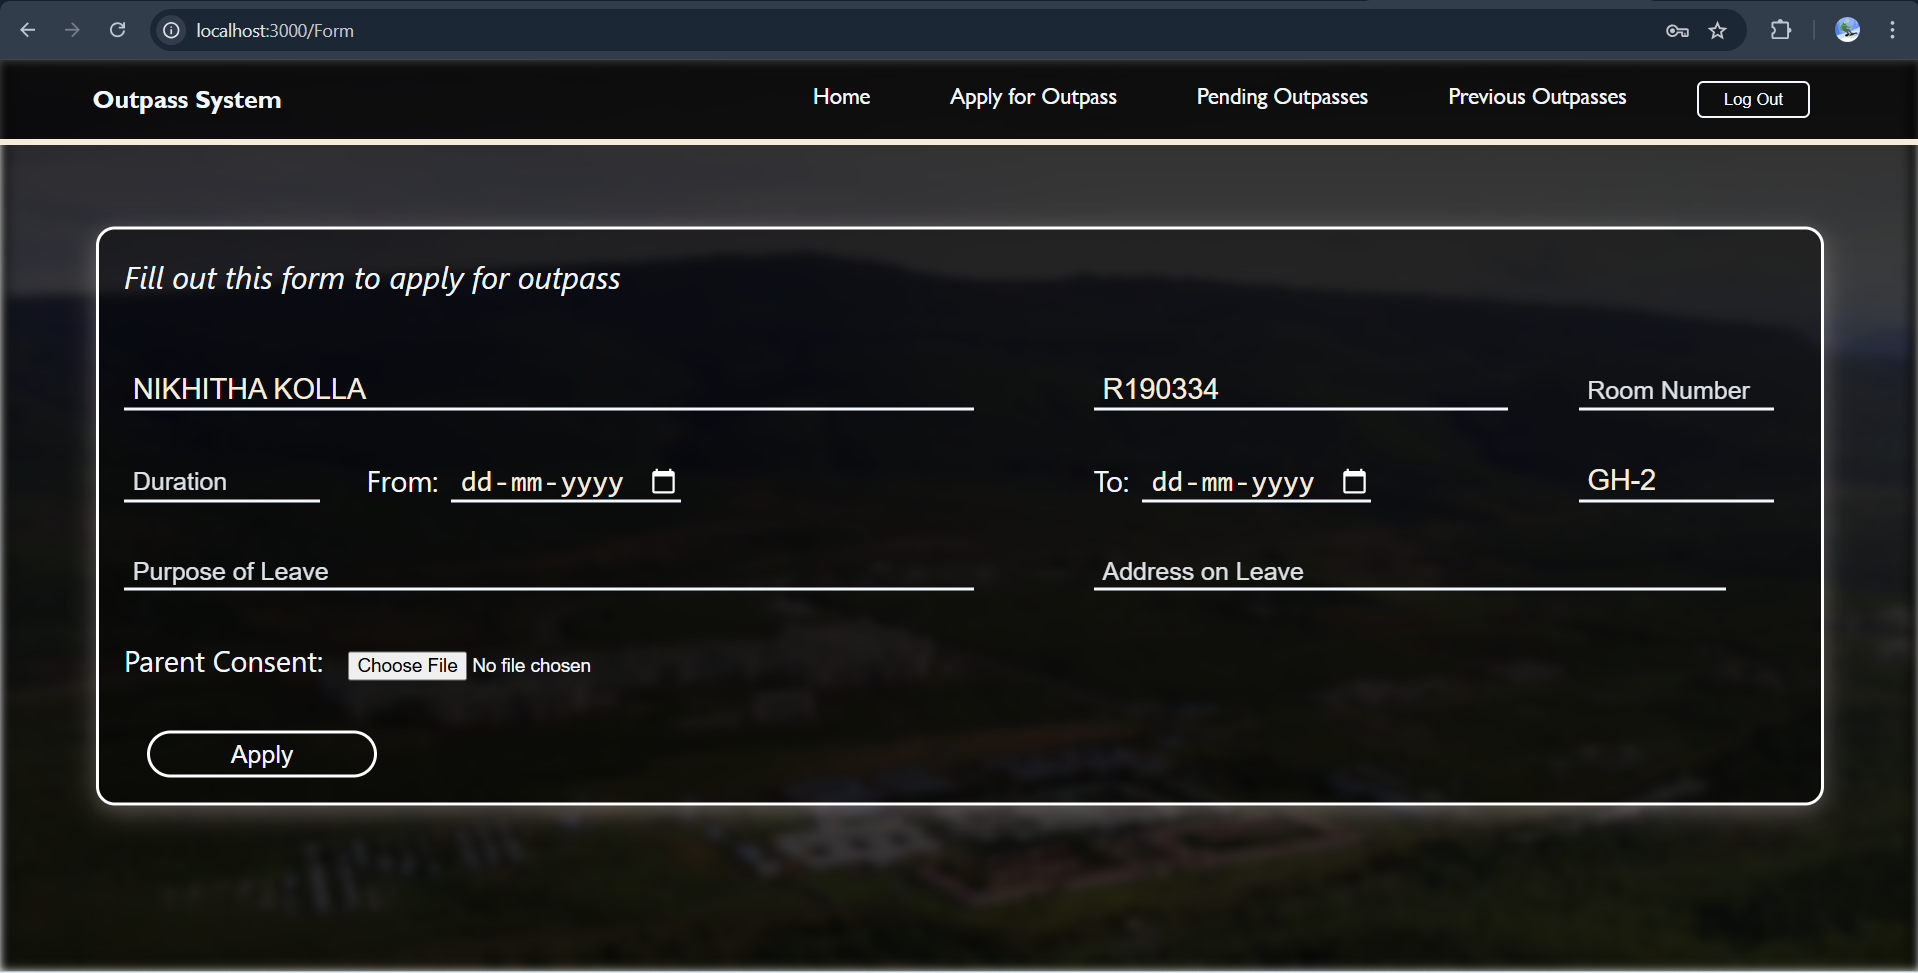 localhost:3000/Form
Outpass System Home Apply for Outpass Pending Outpasses Previous Outpasses Log Out
Fill out this form to apply for outpass
NIKHITHA KOLLA R190334 Room Number
Duration From: dd-mm-yyyy To: dd-mm-yyyy GH-2
Purpose of Leave Address on Leave
Parent Consent: Choose File No file chosen
Apply